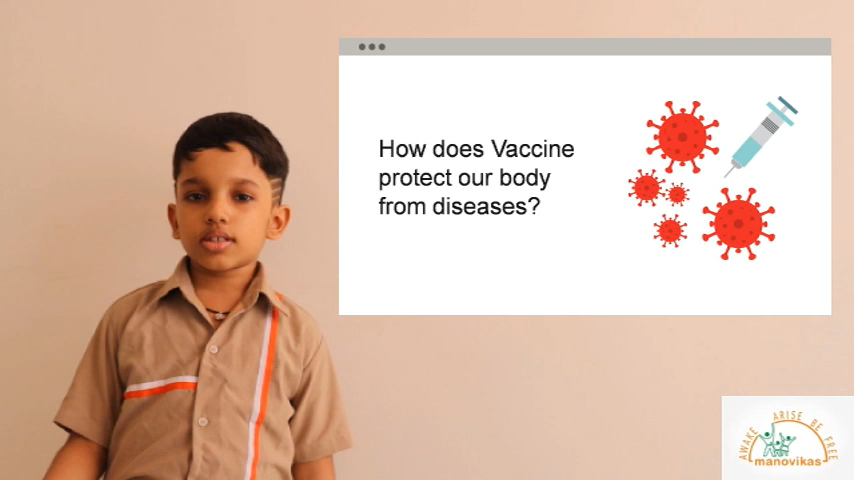 How does Vaccine
protect our body
from diseases?
AWAKE ARISE BE FREE
manovikas